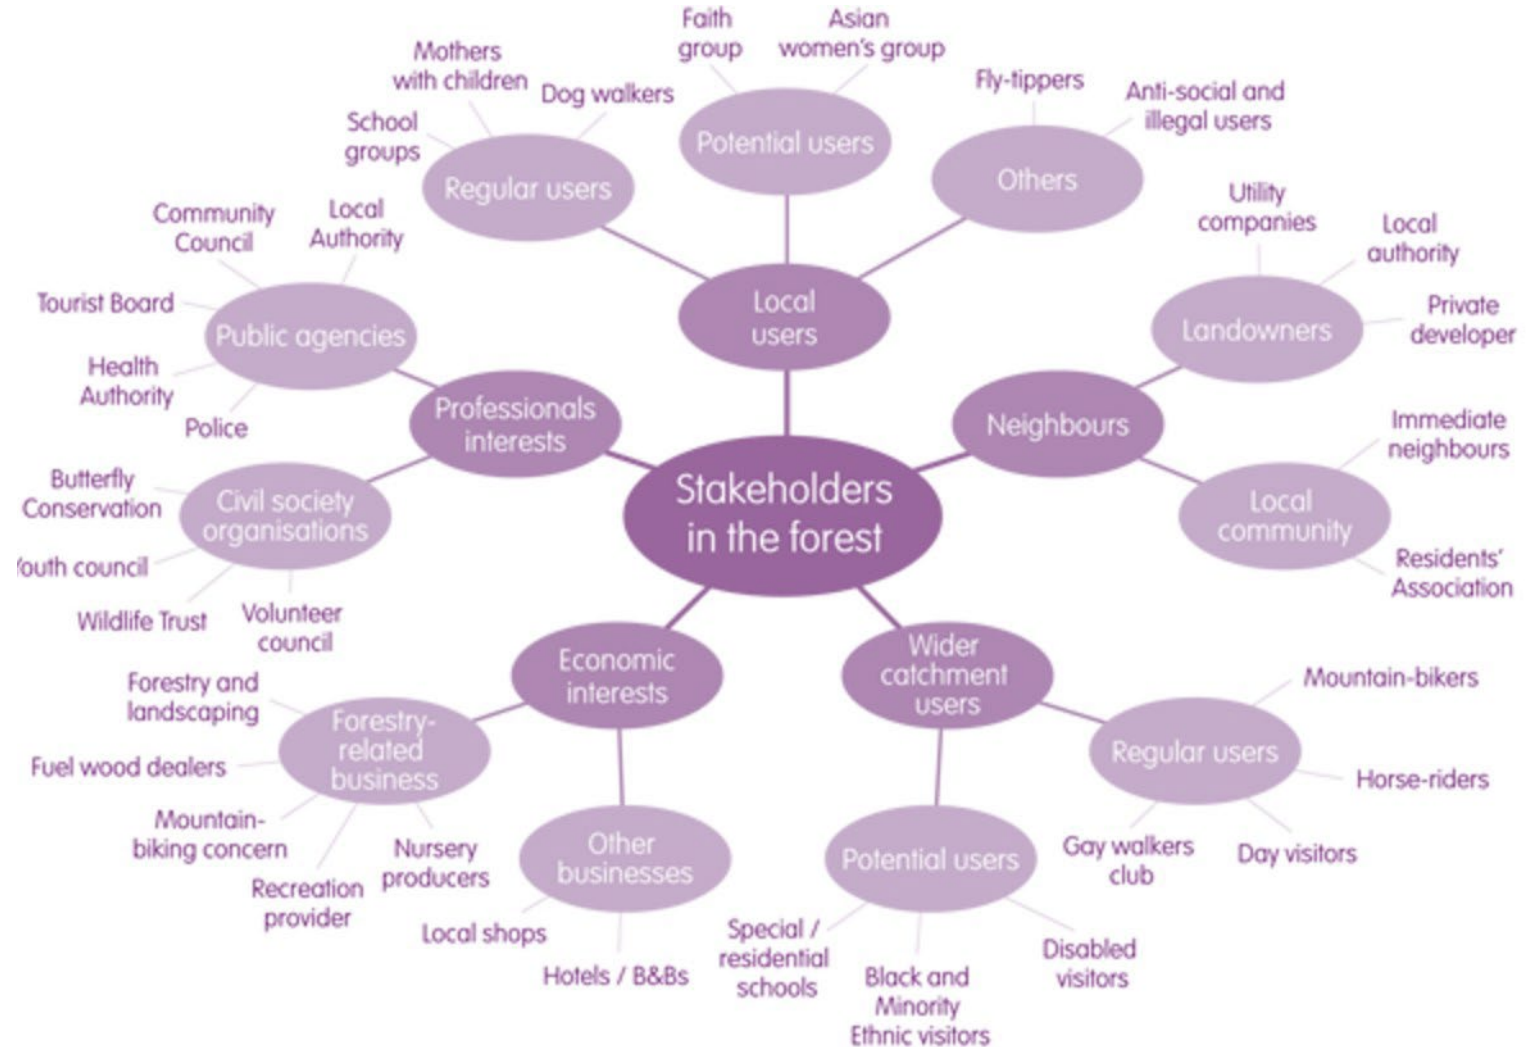 Stakeholders
in the forest
Local
users
Regular users
School
groups
Mothers
with children
Dog walkers
Potential users
Faith
group
Asian
women's group
Others
Fly-tippers
Anti-social and
illegal users
Neighbours
Landowners
Utility
companies
Local
authority
Private
developer
Local
community
Immediate
neighbours
Residents'
Association
Wider
catchment
users
Regular users
Mountain-bikers
Horse-riders
Day visitors
Gay walkers
club
Potential users
Disabled
visitors
Black and
Minority
Ethnic visitors
Special /
residential
schools
Economic
interests
Other
businesses
Hotels / B&Bs
Local shops
Forestry-
related
business
Nursery
producers
Recreation
provider
Mountain-
biking concern
Fuel wood dealers
Forestry and
landscaping
Professionals
interests
Civil society
organisations
Volunteer
council
Wildlife Trust
Youth council
Butterfly
Conservation
Public agencies
Police
Health
Authority
Tourist Board
Community
Council
Local
Authority